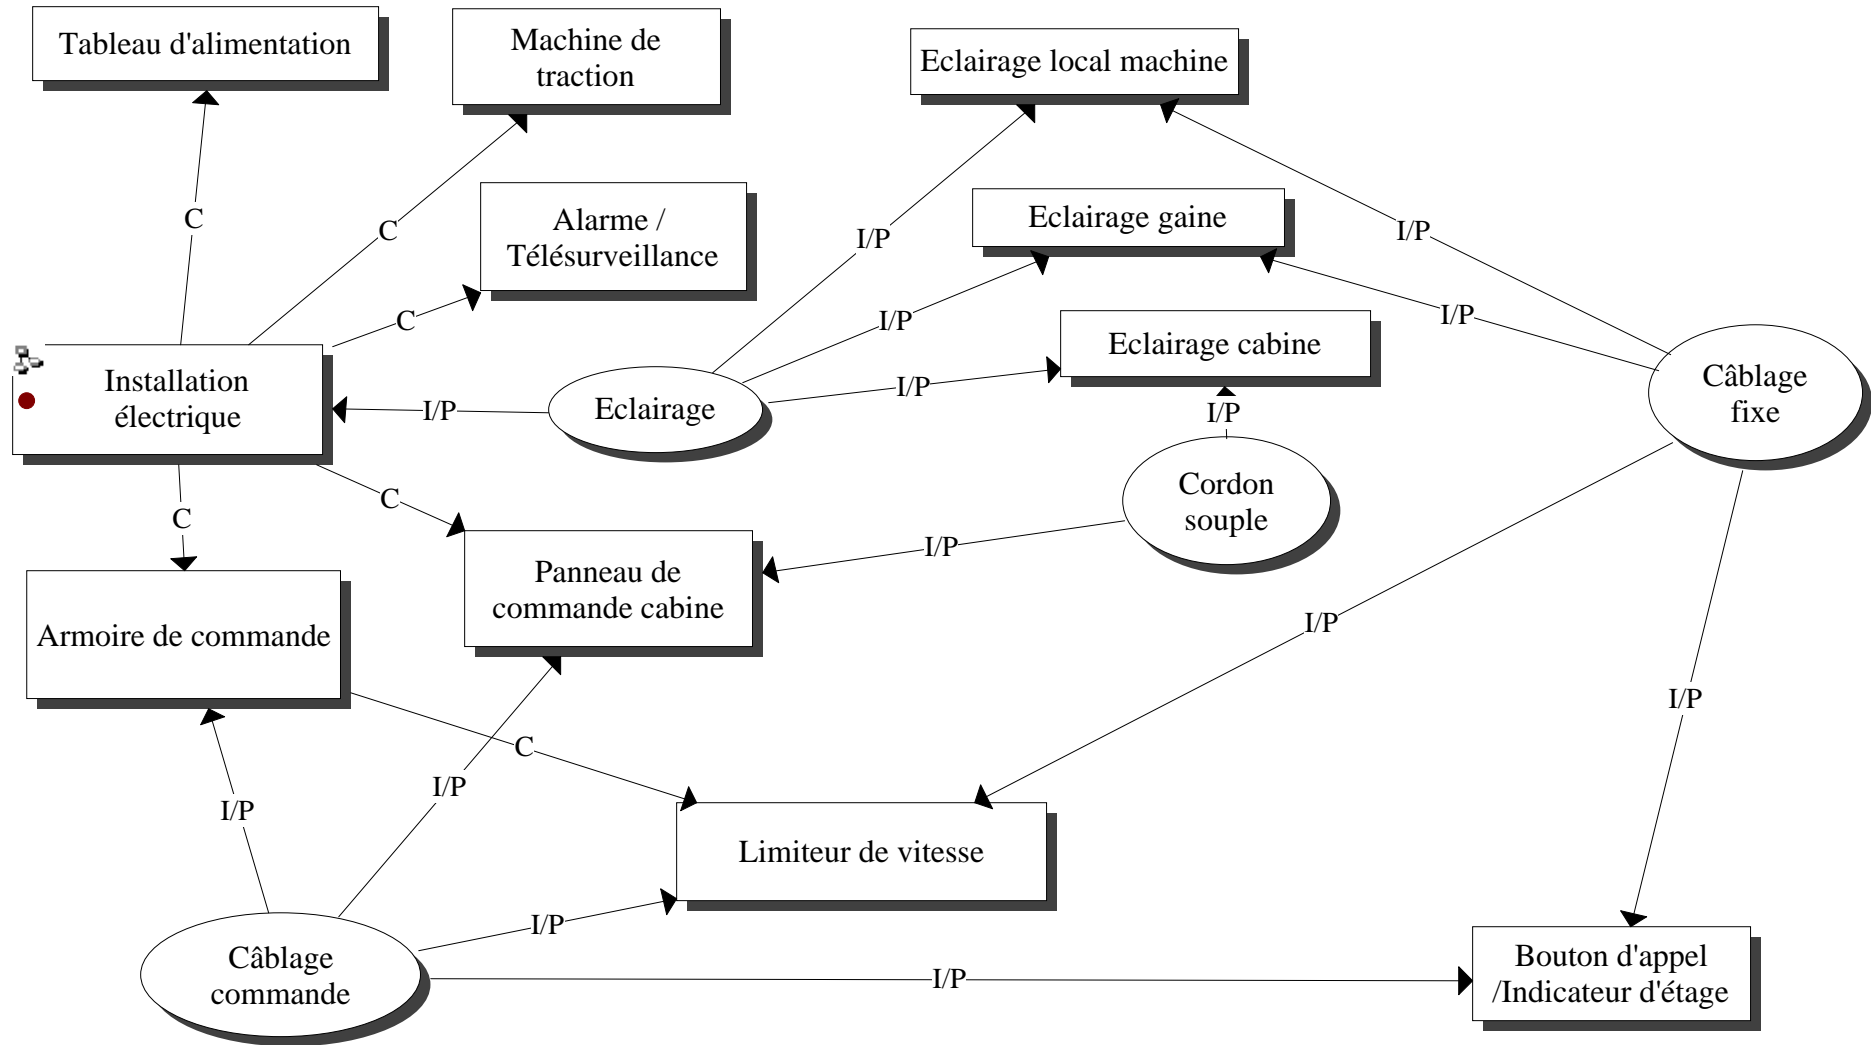 Tableau d'alimentation
Machine de
traction
Eclairage local machine
Alarme /
Télésurveillance
Eclairage gaine
C
C
I/P
I/P
C
I/P
I/P
Eclairage cabine
Installation
électrique
Eclairage
Câblage
fixe
I/P
I/P
I/P
Cordon
souple
C
C
I/P
Panneau de
commande cabine
Armoire de commande
I/P
I/P
C
I/P
I/P
Limiteur de vitesse
I/P
Câblage
commande
I/P
Bouton d'appel
/Indicateur d'étage